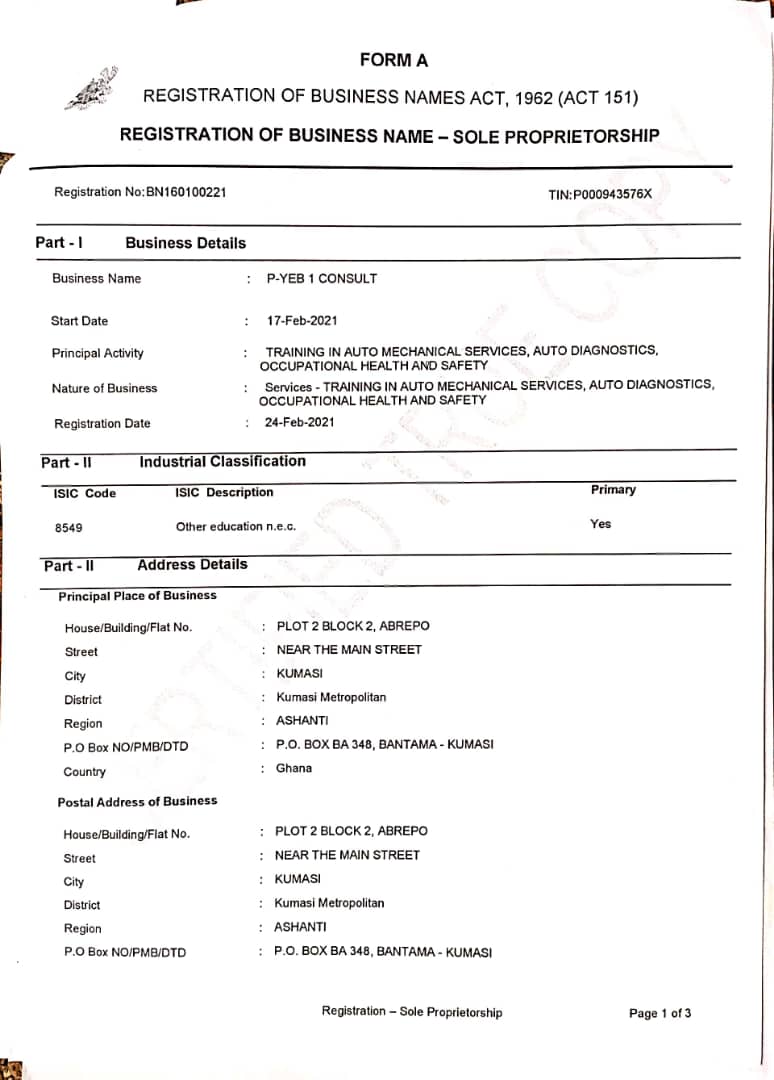 FORM A
REGISTRATION OF BUSINESS NAMES ACT, 1962 (ACT 151)
REGISTRATION OF BUSINESS NAME – SOLE PROPRIETORSHIP
Registration No:BN160100221 TIN:P000943576X
Part - I Business Details
Business Name : P-YEB 1 CONSULT
Start Date : 17-Feb-2021
Principal Activity : TRAINING IN AUTO MECHANICAL SERVICES, AUTO DIAGNOSTICS,
OCCUPATIONAL HEALTH AND SAFETY
Nature of Business : Services - TRAINING IN AUTO MECHANICAL SERVICES, AUTO DIAGNOSTICS,
OCCUPATIONAL HEALTH AND SAFETY
Registration Date : 24-Feb-2021
Part - II Industrial Classification
ISIC Code ISIC Description Primary
8549 Other education n.e.c. Yes
Part - II Address Details
Principal Place of Business
House/Building/Flat No. : PLOT 2 BLOCK 2, ABREPO
Street : NEAR THE MAIN STREET
City : KUMASI
District : Kumasi Metropolitan
Region : ASHANTI
P.O Box NO/PMB/DTD : P.O. BOX BA 348, BANTAMA - KUMASI
Country : Ghana
Postal Address of Business
House/Building/Flat No. : PLOT 2 BLOCK 2, ABREPO
Street : NEAR THE MAIN STREET
City : KUMASI
District : Kumasi Metropolitan
Region : ASHANTI
P.O Box NO/PMB/DTD : P.O. BOX BA 348, BANTAMA - KUMASI
Registration – Sole Proprietorship Page 1 of 3
CERTIFIED TRUE COPY